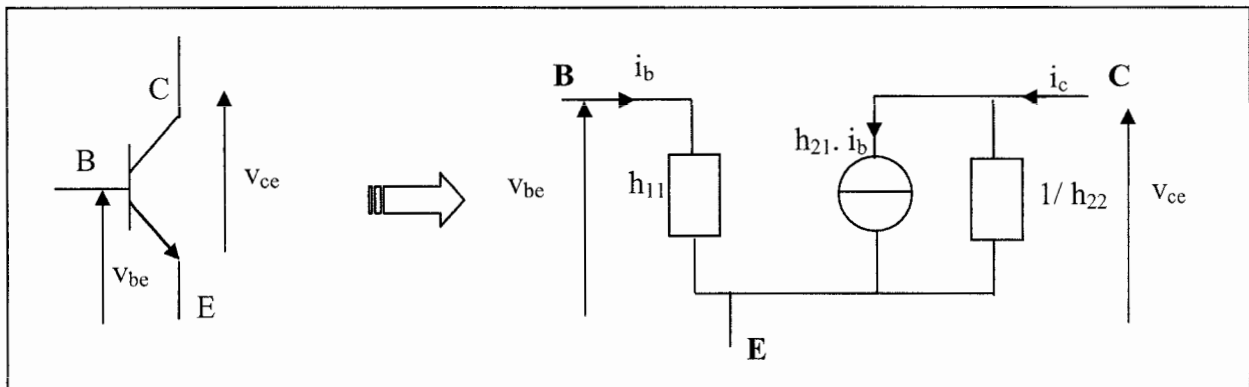 C
B
v_ce
v_be
E
B
i_b
v_be
h_11
h_21. i_b
i_c
C
1/ h_22
v_ce
E